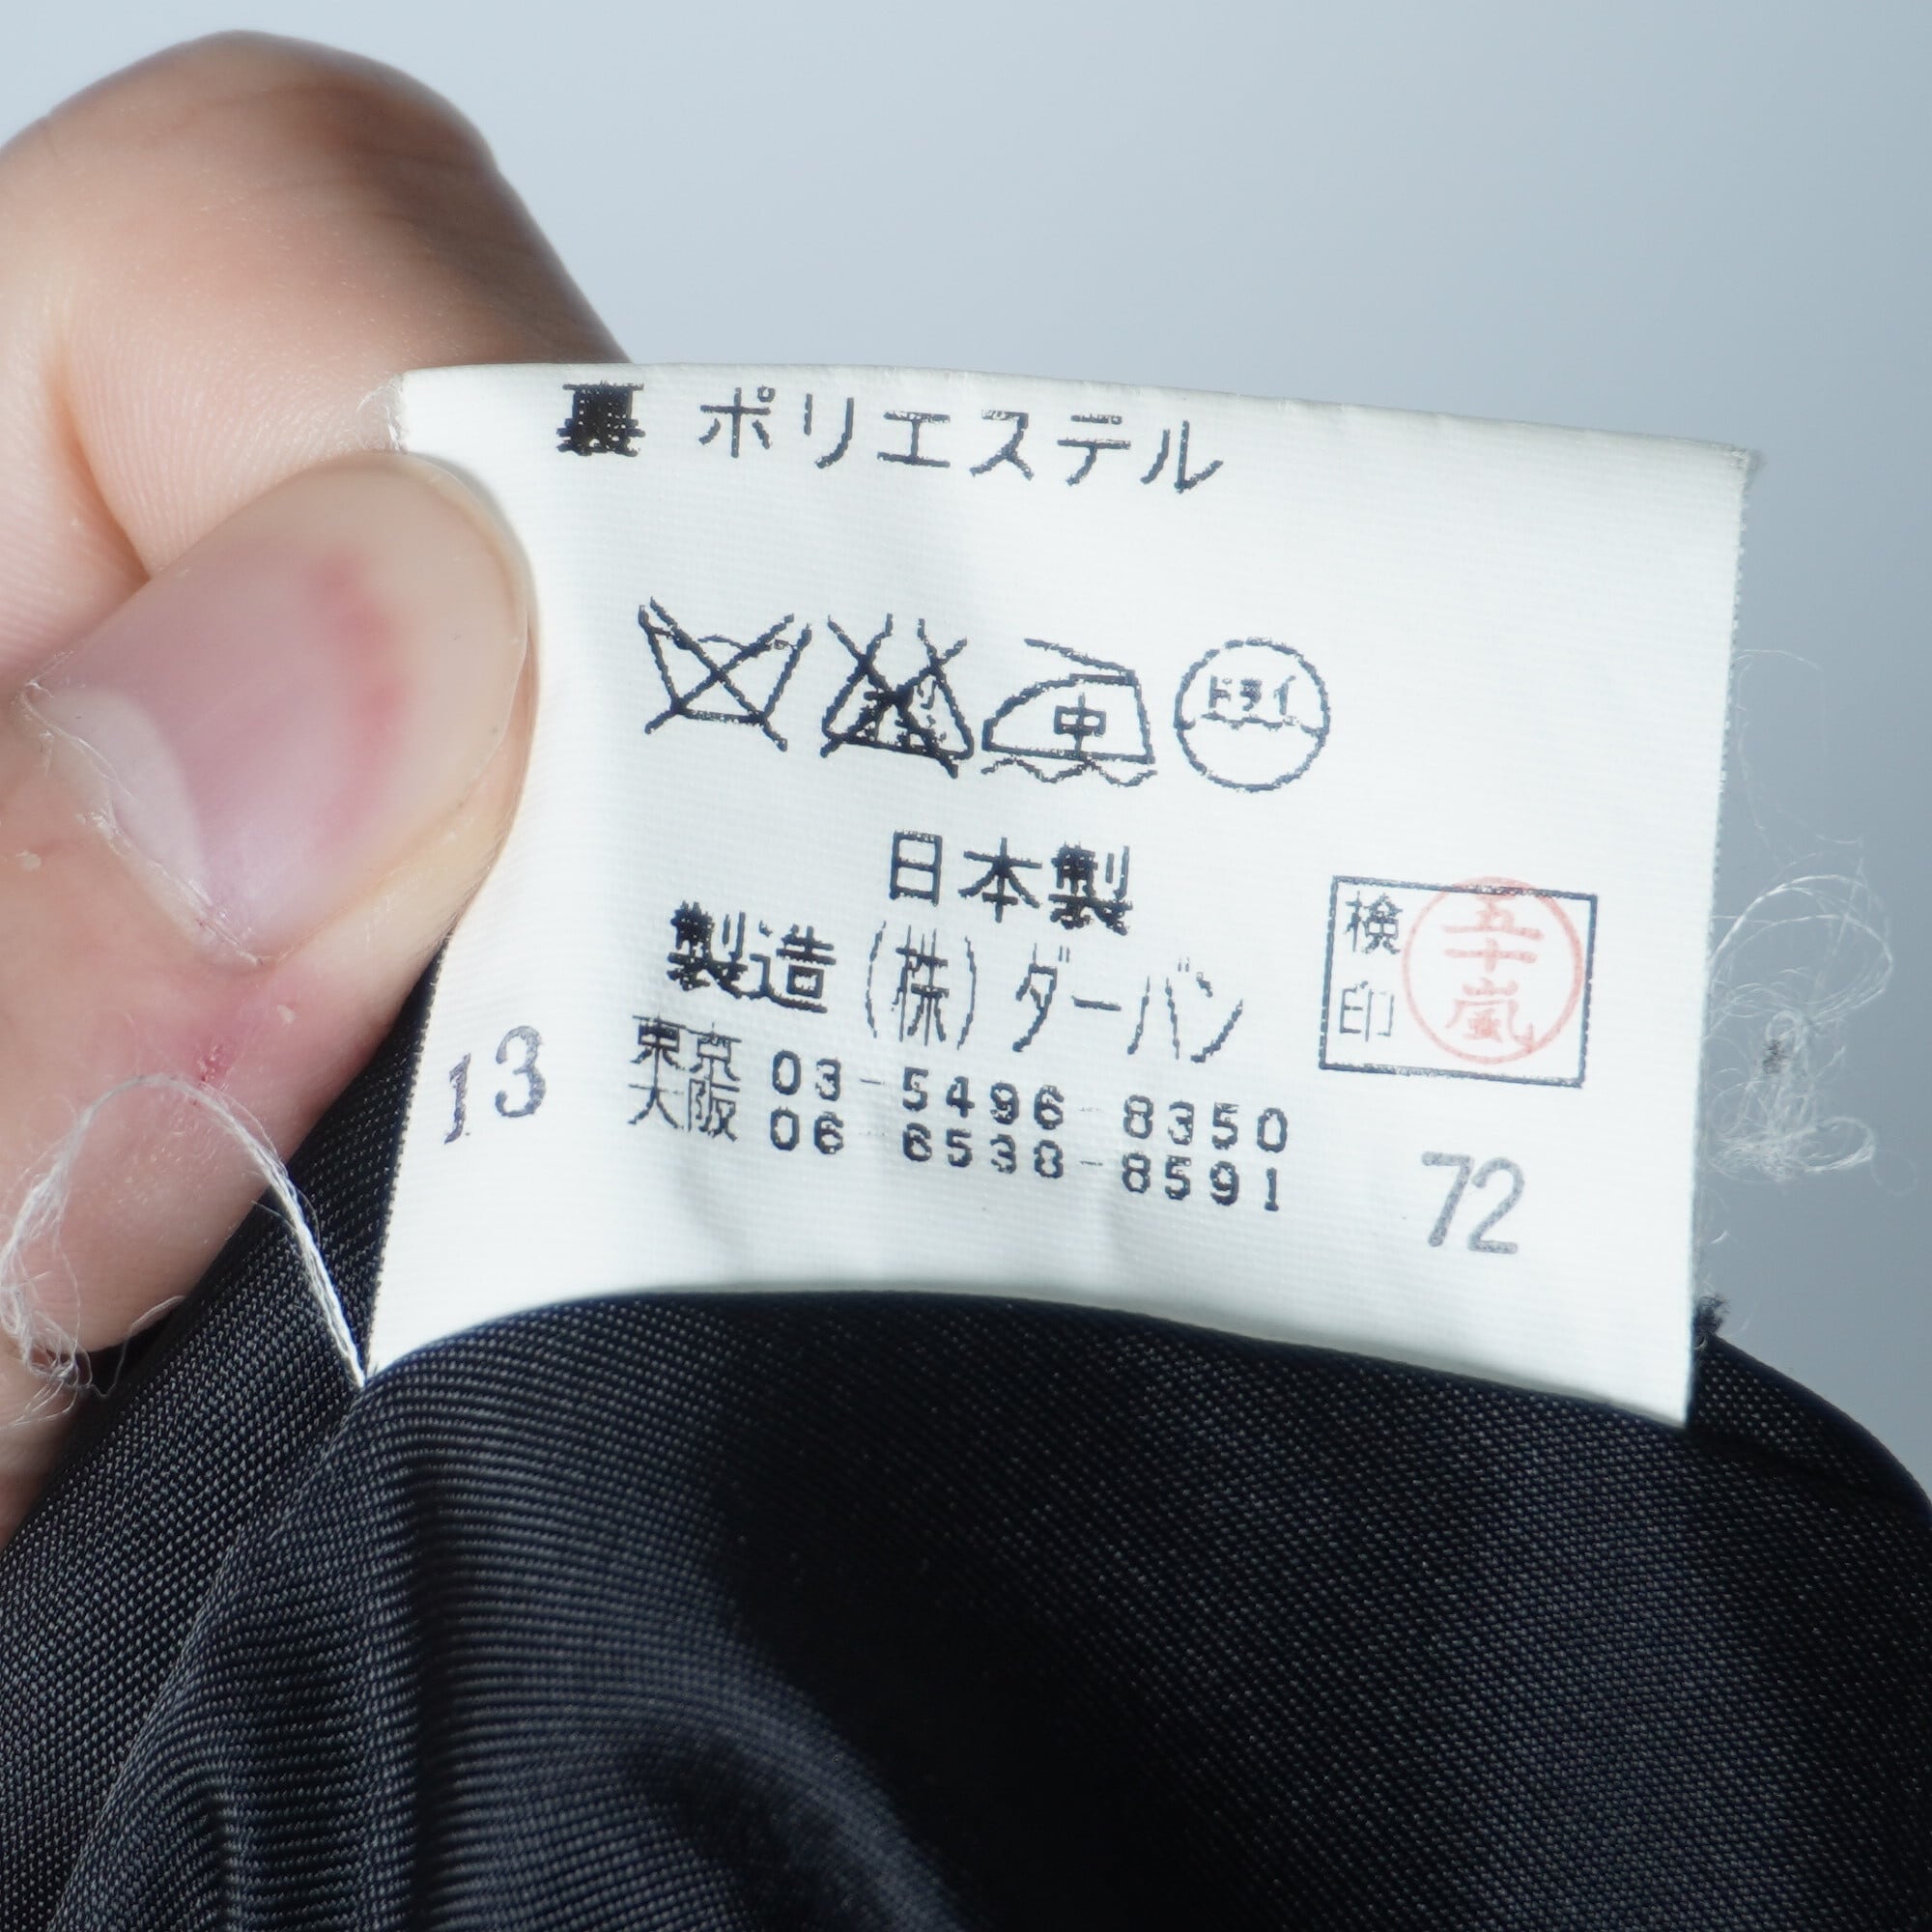 裏 ポリエステル
中
ドライ
日本製
製造(株)ダーバン
検印
五十嵐
13
東京 03-5496-8350
大阪 06-6538-8591
72